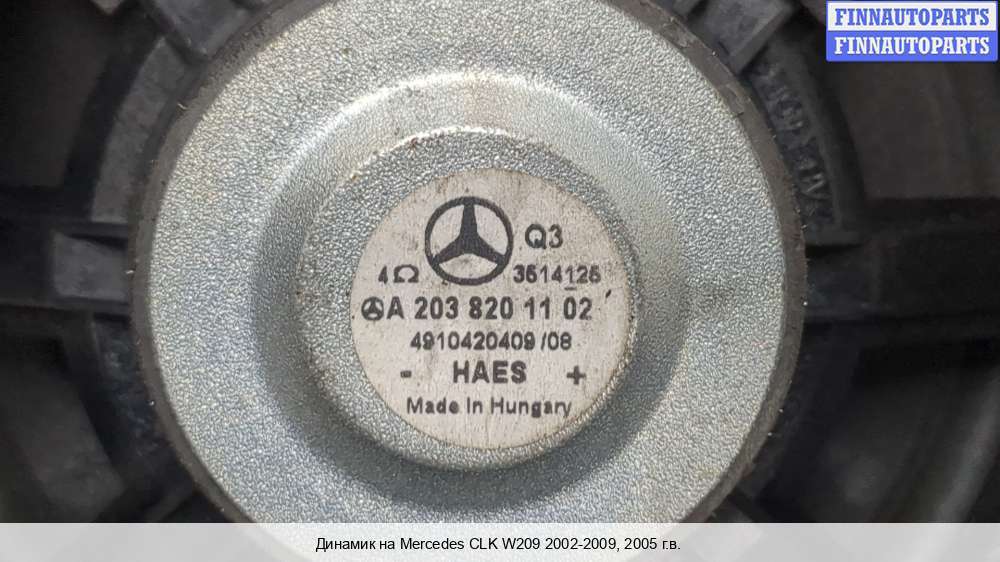 FINNAUTOPARTS
FINNAUTOPARTS
Q3
4Ω 3514126
A 203 820 11 02
4910420409 /08
- HAES +
Made In Hungary
Динамик на Mercedes CLK W209 2002-2009, 2005 г.в.